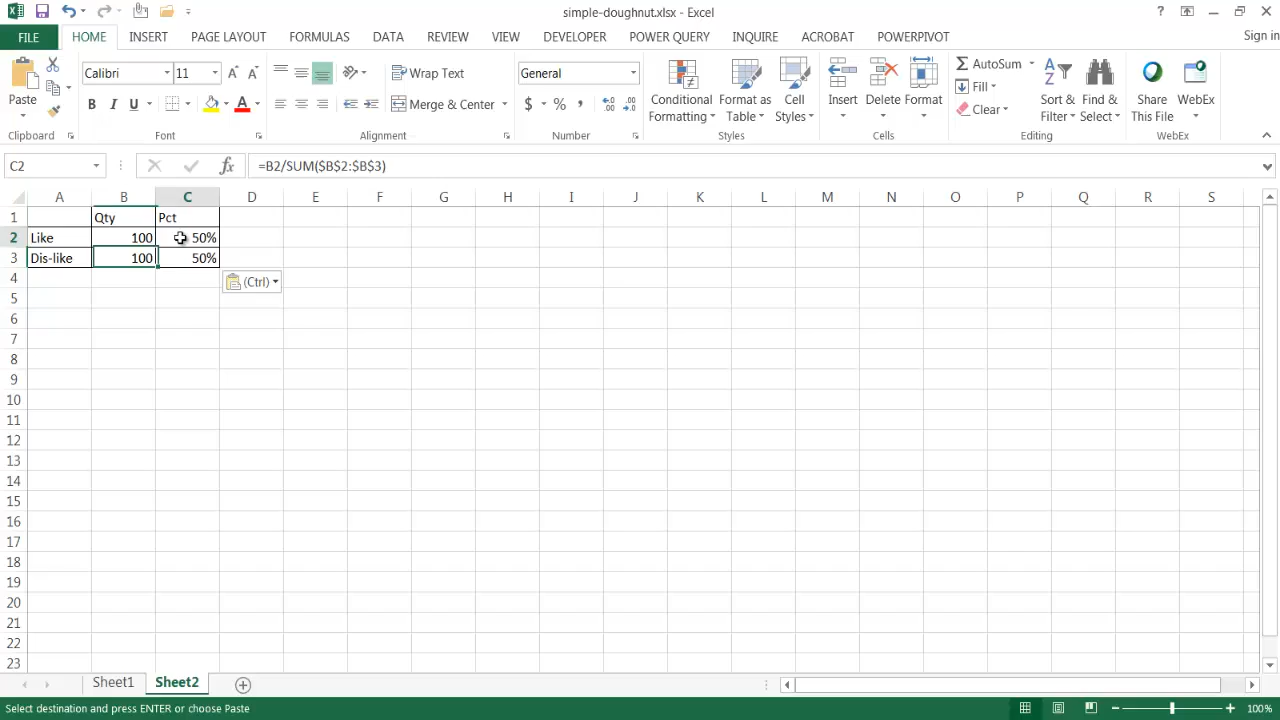 simple-doughnut.xlsx - Excel
?
Sign in
FILE HOME INSERT PAGE LAYOUT FORMULAS DATA REVIEW VIEW DEVELOPER POWER QUERY INQUIRE ACROBAT POWERPIVOT
Paste
Calibri 11
B I U
Wrap Text
Merge & Center
General
$ % ,
Conditional Formatting
Format as Table
Cell Styles
Insert Delete Format
AutoSum
Fill
Clear
Sort & Filter
Find & Select
Share This File
WebEx
Clipboard Font Alignment Number Styles Cells Editing WebEx
C2 fx =B2/SUM($B$2:$B$3)
A B C D E F G H I J K L M N O P Q R S
1 Qty Pct
2 Like 100 50%
3 Dis-like 100 50%
4
(Ctrl)
5
6
7
8
9
10
11
12
13
14
15
16
17
18
19
20
21
22
23
Sheet1 Sheet2
Select destination and press ENTER or choose Paste
100%